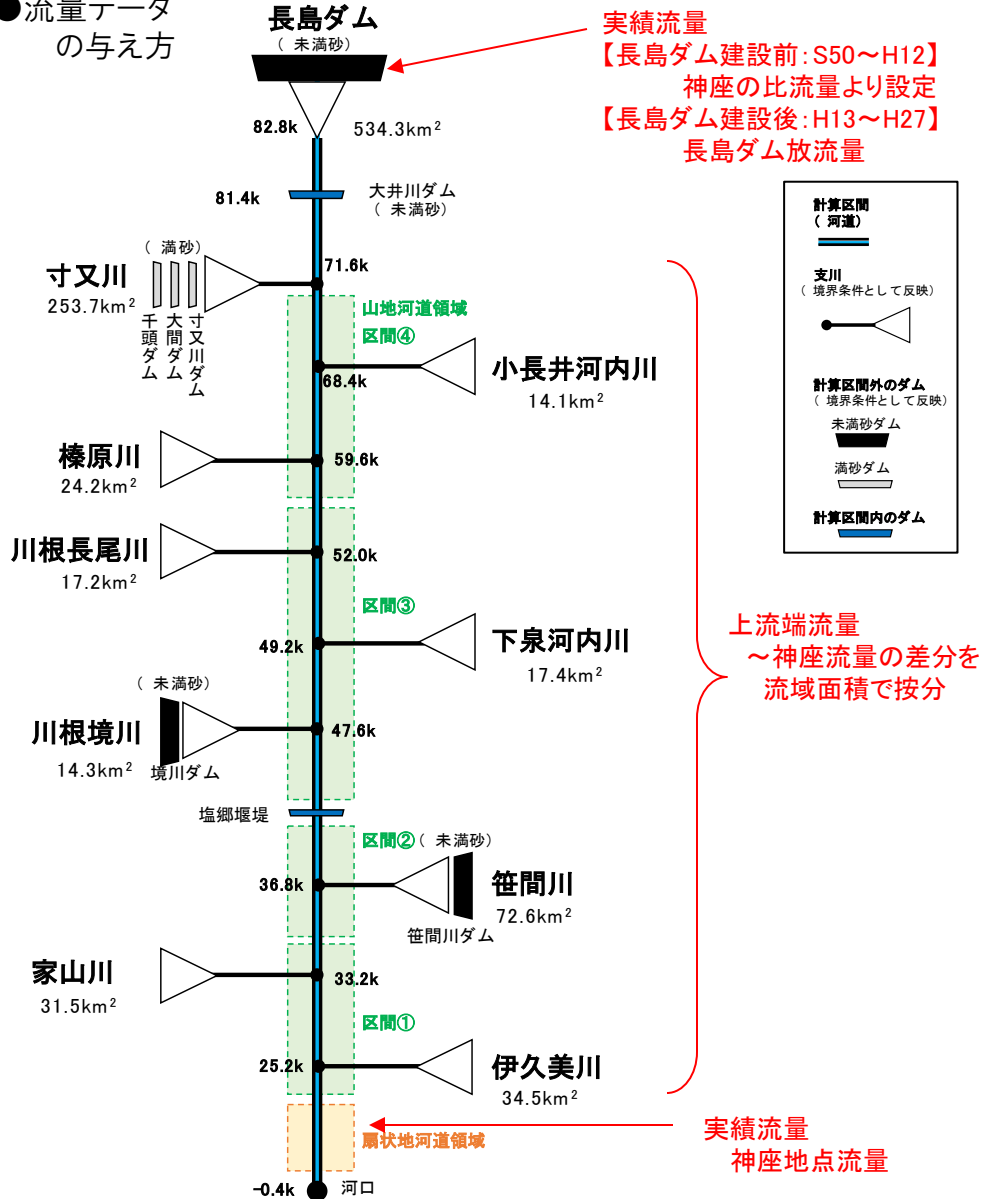 ●流量データ
の与え方
長島ダム
( 未満砂)
実績流量
【長島ダム建設前:S50～H12】
神座の比流量より設定
【長島ダム建設後:H13～H27】
長島ダム放流量
82.8k
534.3km²
81.4k
大井川ダム
( 未満砂)
計算区間
( 河道)
支川
( 境界条件として反映)
計算区間外のダム
( 境界条件として反映)
未満砂ダム
満砂ダム
計算区間内のダム
( 満砂)
寸又川
253.7km²
千頭ダム
大間ダム
寸又川ダム
71.6k
山地河道領域
区間④
68.4k
小長井河内川
14.1km²
榛原川
24.2km²
59.6k
川根長尾川
17.2km²
52.0k
区間③
49.2k
下泉河内川
17.4km²
上流端流量
～神座流量の差分を
流域面積で按分
( 未満砂)
川根境川
14.3km²
境川ダム
47.6k
塩郷堰堤
区間②
( 未満砂)
36.8k
笹間川
72.6km²
笹間川ダム
家山川
31.5km²
33.2k
区間①
25.2k
伊久美川
34.5km²
扇状地河道領域
実績流量
神座地点流量
-0.4k
河口